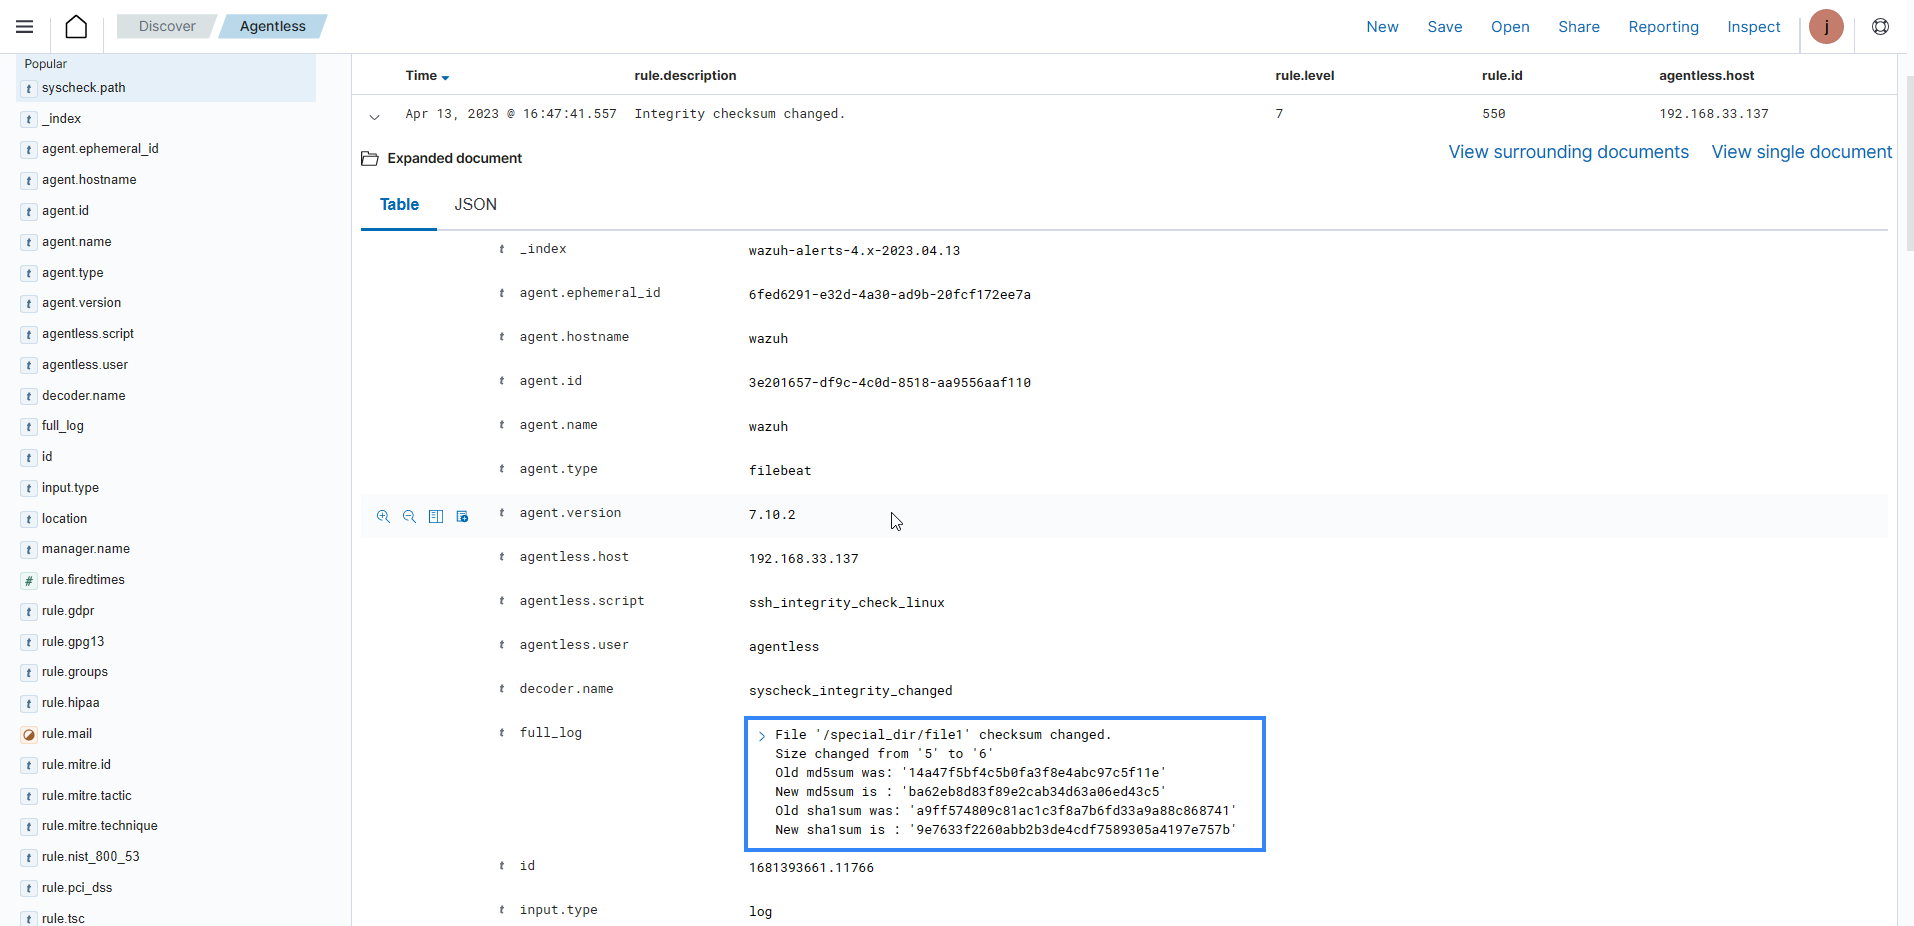 Discover
Agentless
New
Save
Open
Share
Reporting
Inspect
j
Popular
t syscheck.path
t _index
t agent.ephemeral_id
t agent.hostname
t agent.id
t agent.name
t agent.type
t agent.version
t agentless.script
t agentless.user
t decoder.name
t full_log
t id
t input.type
t location
t manager.name
# rule.firedtimes
t rule.gdpr
t rule.gpg13
t rule.groups
t rule.hipaa
rule.mail
t rule.mitre.id
t rule.mitre.tactic
t rule.mitre.technique
t rule.nist_800_53
t rule.pci_dss
t rule.tsc
Time rule.description rule.level rule.id agentless.host
Apr 13, 2023 @ 16:47:41.557 Integrity checksum changed. 7 550 192.168.33.137
Expanded document
View surrounding documents View single document
Table JSON
t _index wazuh-alerts-4.x-2023.04.13
t agent.ephemeral_id 6fed6291-e32d-4a30-ad9b-20fcf172ee7a
t agent.hostname wazuh
t agent.id 3e201657-df9c-4c0d-8518-aa9556aaf110
t agent.name wazuh
t agent.type filebeat
t agent.version 7.10.2
t agentless.host 192.168.33.137
t agentless.script ssh_integrity_check_linux
t agentless.user agentless
t decoder.name syscheck_integrity_changed
t full_log File '/special_dir/file1' checksum changed.
Size changed from '5' to '6'
Old md5sum was: '14a47f5bf4c5b0fa3f8e4abc97c5f11e'
New md5sum is : 'ba62eb8d83f89e2cab34d63a06ed43c5'
Old sha1sum was: 'a9ff574809c81ac1c3f8a7b6fd33a9a88c868741'
New sha1sum is : '9e7633f2260abb2b3de4cdf7589305a4197e757b'
t id 1681393661.11766
t input.type log